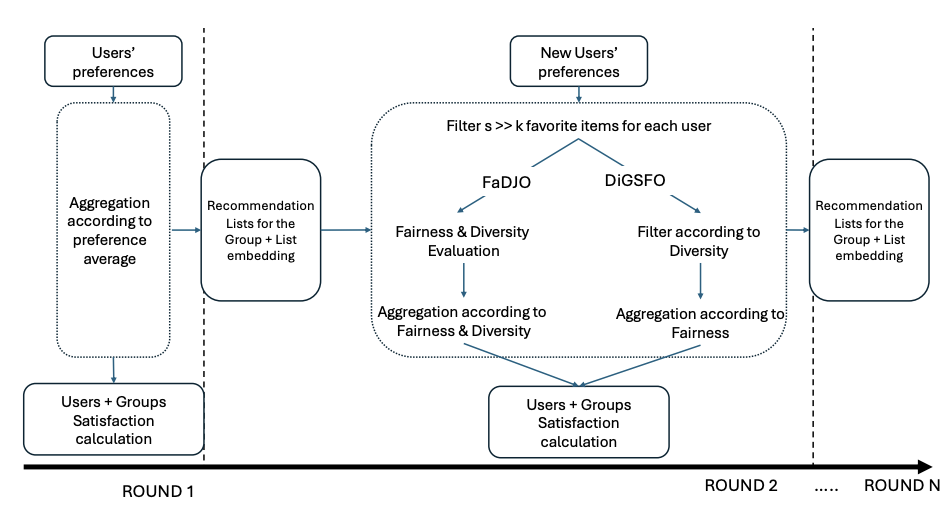 Users'
preferences
Aggregation
according to
preference
average
Users + Groups
Satisfaction
calculation
Recommendation
Lists for the
Group + List
embedding
New Users'
preferences
Filter s >> k favorite items for each user
FaDJO
DiGSFO
Fairness & Diversity
Evaluation
Filter according to
Diversity
Aggregation according to
Fairness & Diversity
Aggregation according to
Fairness
Users + Groups
Satisfaction
calculation
Recommendation
Lists for the
Group + List
embedding
ROUND 1
ROUND 2
.....
ROUND N